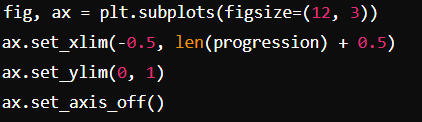 fig, ax = plt.subplots(figsize=(12, 3))
ax.set_xlim(-0.5, len(progression) + 0.5)
ax.set_ylim(0, 1)
ax.set_axis_off()